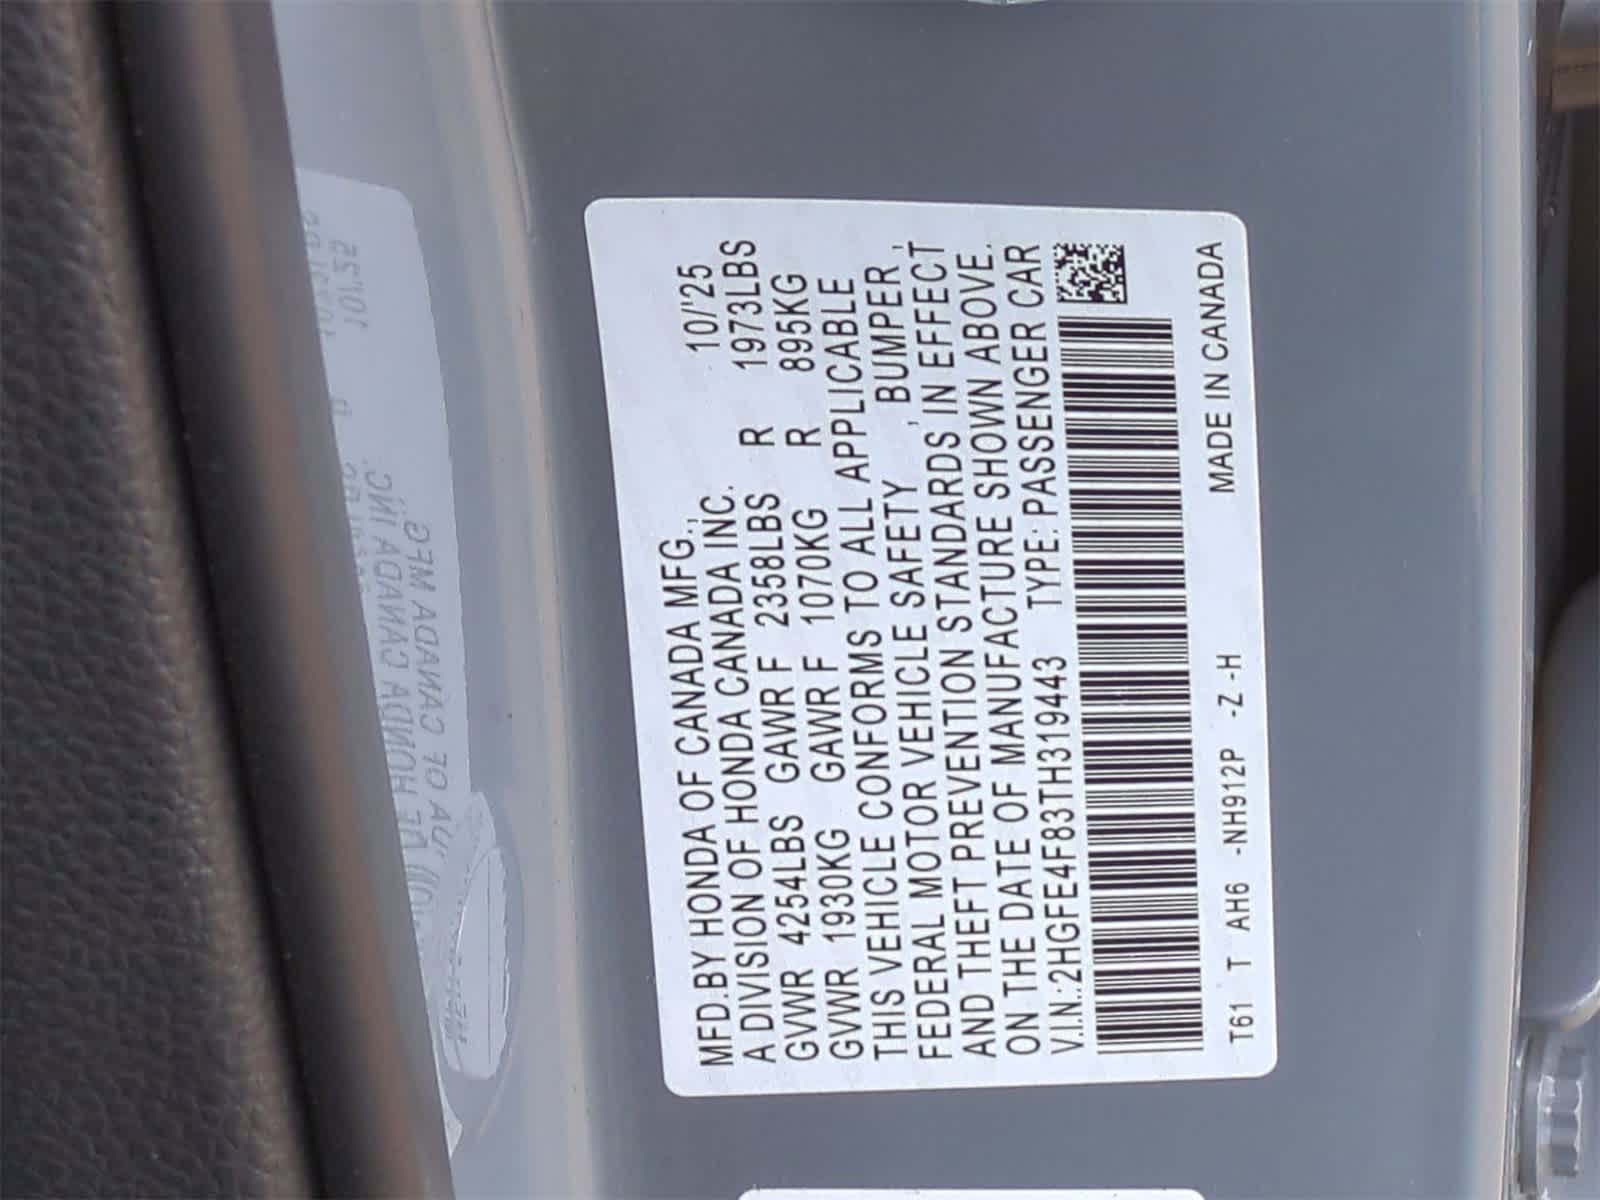 MFD.BY HONDA OF CANADA MFG., 10/'25
A DIVISION OF HONDA CANADA INC.
GVWR 4254LBS GAWR F 2358LBS R 1973LBS
GVWR 1930KG GAWR F 1070KG R 895KG
THIS VEHICLE CONFORMS TO ALL APPLICABLE
FEDERAL MOTOR VEHICLE SAFETY , BUMPER,
AND THEFT PREVENTION STANDARDS IN EFFECT
ON THE DATE OF MANUFACTURE SHOWN ABOVE.
V.I.N.:2HGFE4F83TH319443 TYPE:PASSENGER CAR
T61 T AH6 -NH912P -Z -H MADE IN CANADA